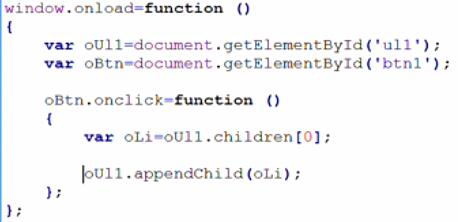 window.onload=function ()
{
    var oUl1=document.getElementById('ul1');
    var oBtn=document.getElementById('btn1');
    oBtn.onclick=function ()
    {
        var oLi=oUl1.children[0];
        oUl1.appendChild(oLi);
    };
};